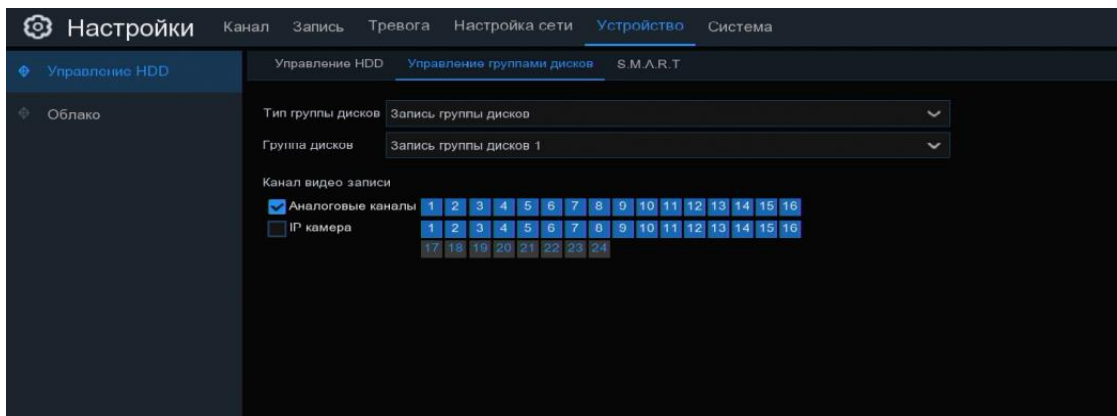 Настройки Канал Запись Тревога Настройка сети Устройство Система
Управление HDD
Облако
Управление HDD Управление группами дисков S.M.A.R.T
Тип группы дисков Запись группы дисков
Группа дисков Запись группы дисков 1
Канал видео записи
Аналоговые каналы 1 2 3 4 5 6 7 8 9 10 11 12 13 14 15 16
IP камера 1 2 3 4 5 6 7 8 9 10 11 12 13 14 15 16
17 18 19 20 21 22 23 24